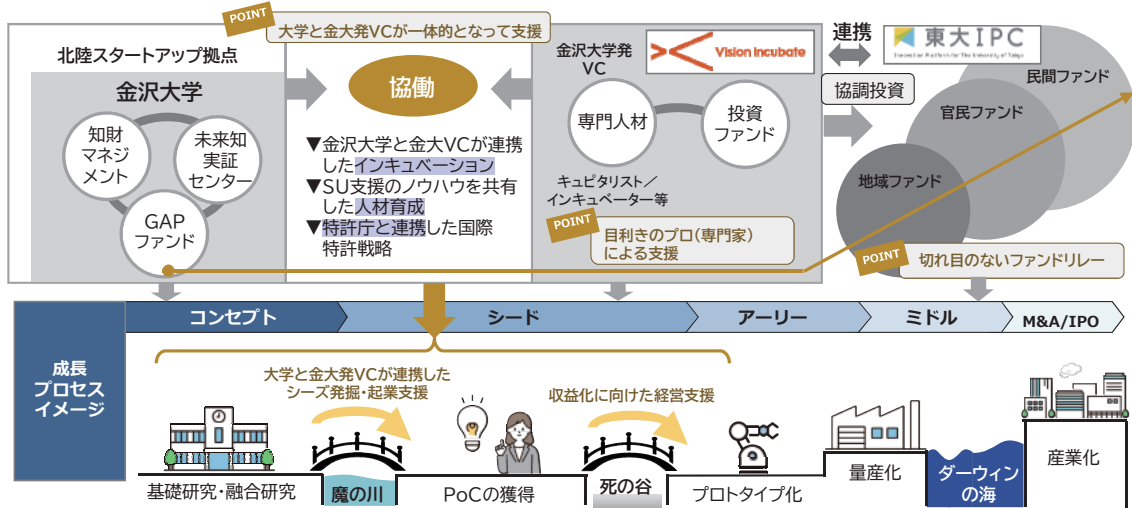 POINT
大学と金大発VCが一体的となって支援
北陸スタートアップ拠点
金沢大学
知財
マネジ
メント
未来知
実証
センター
GAP
ファンド
協働
▼金沢大学と金大VCが連携
したインキュベーション
▼SU支援のノウハウを共有
した人材育成
▼特許庁と連携した国際
特許戦略
金沢大学発
VC
Vision Incubate
専門人材
投資
ファンド
キュピタリスト／
インキュベーター等
POINT
目利きのプロ(専門家)
による支援
連携
東大IPC
Innovation Platform for The University of Tokyo
協調投資
民間ファンド
官民ファンド
地域ファンド
POINT
切れ目のないファンドリレー
成長
プロセス
イメージ
コンセプト
シード
アーリー
ミドル
M&A/IPO
大学と金大発VCが連携した
シーズ発掘・起業支援
収益化に向けた経営支援
基礎研究・融合研究
魔の川
PoCの獲得
死の谷
プロトタイプ化
量産化
ダーウィン
の海
産業化